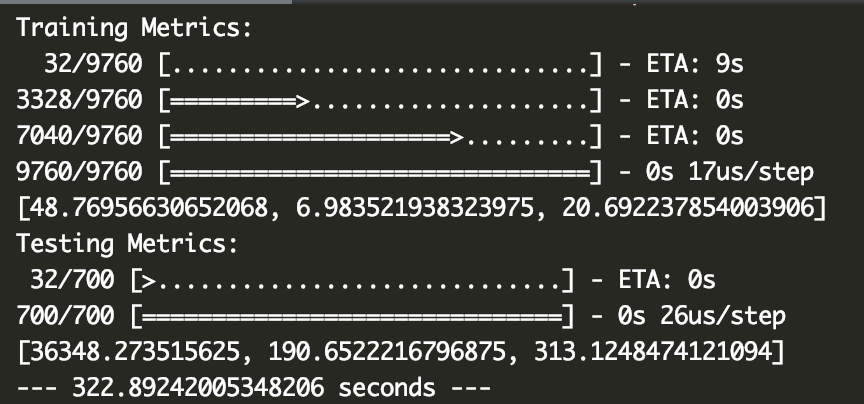 Training Metrics:
32/9760 [..............................] - ETA: 9s
3328/9760 [=========>....................] - ETA: 0s
7040/9760 [====================>.........] - ETA: 0s
9760/9760 [==============================] - 0s 17us/step
[48.76956630652068, 6.983521938323975, 20.692237854003906]
Testing Metrics:
32/700 [>.............................] - ETA: 0s
700/700 [==============================] - 0s 26us/step
[36348.273515625, 190.6522216796875, 313.1248474121094]
--- 322.89242005348206 seconds ---